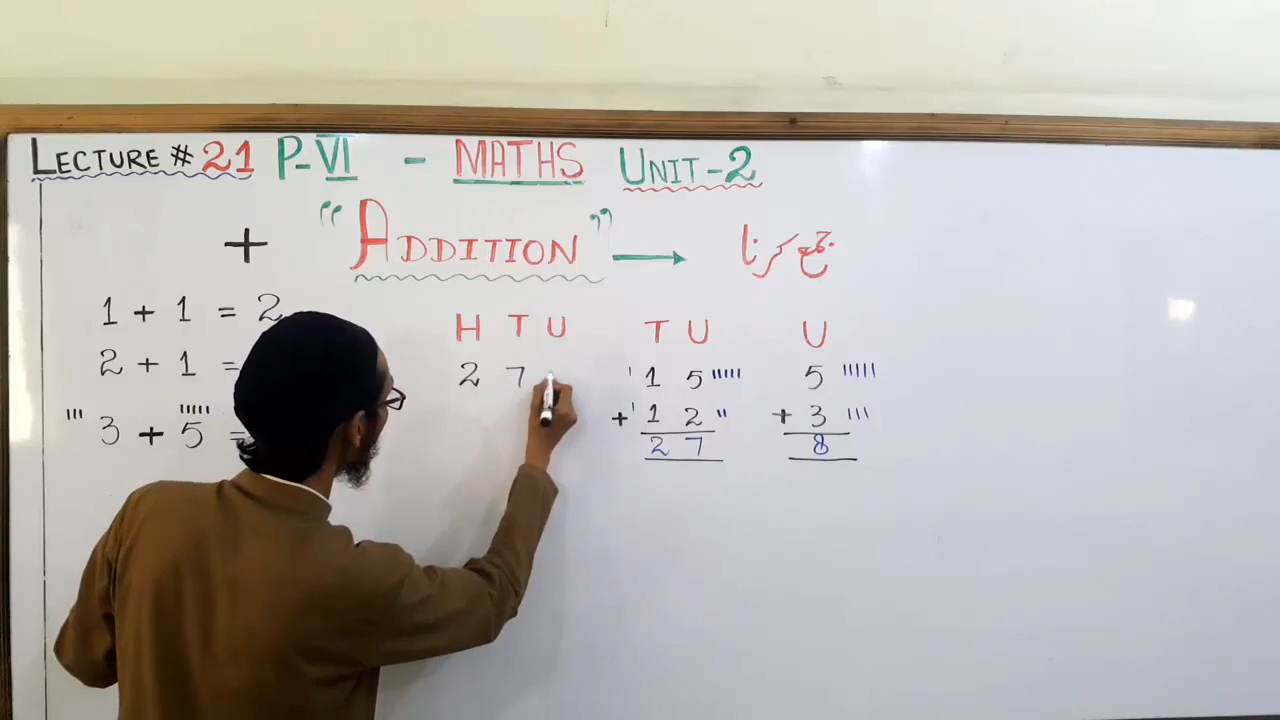 LECTURE # 21 P-VI - MATHS UNIT-2
+ "ADDITION" → جمع کرنا
1 + 1 = 2
2 + 1 =
3 + 5 =
H T U
2 7
T U
1 5
+ 1 2
2 7
U
5
+ 3
8